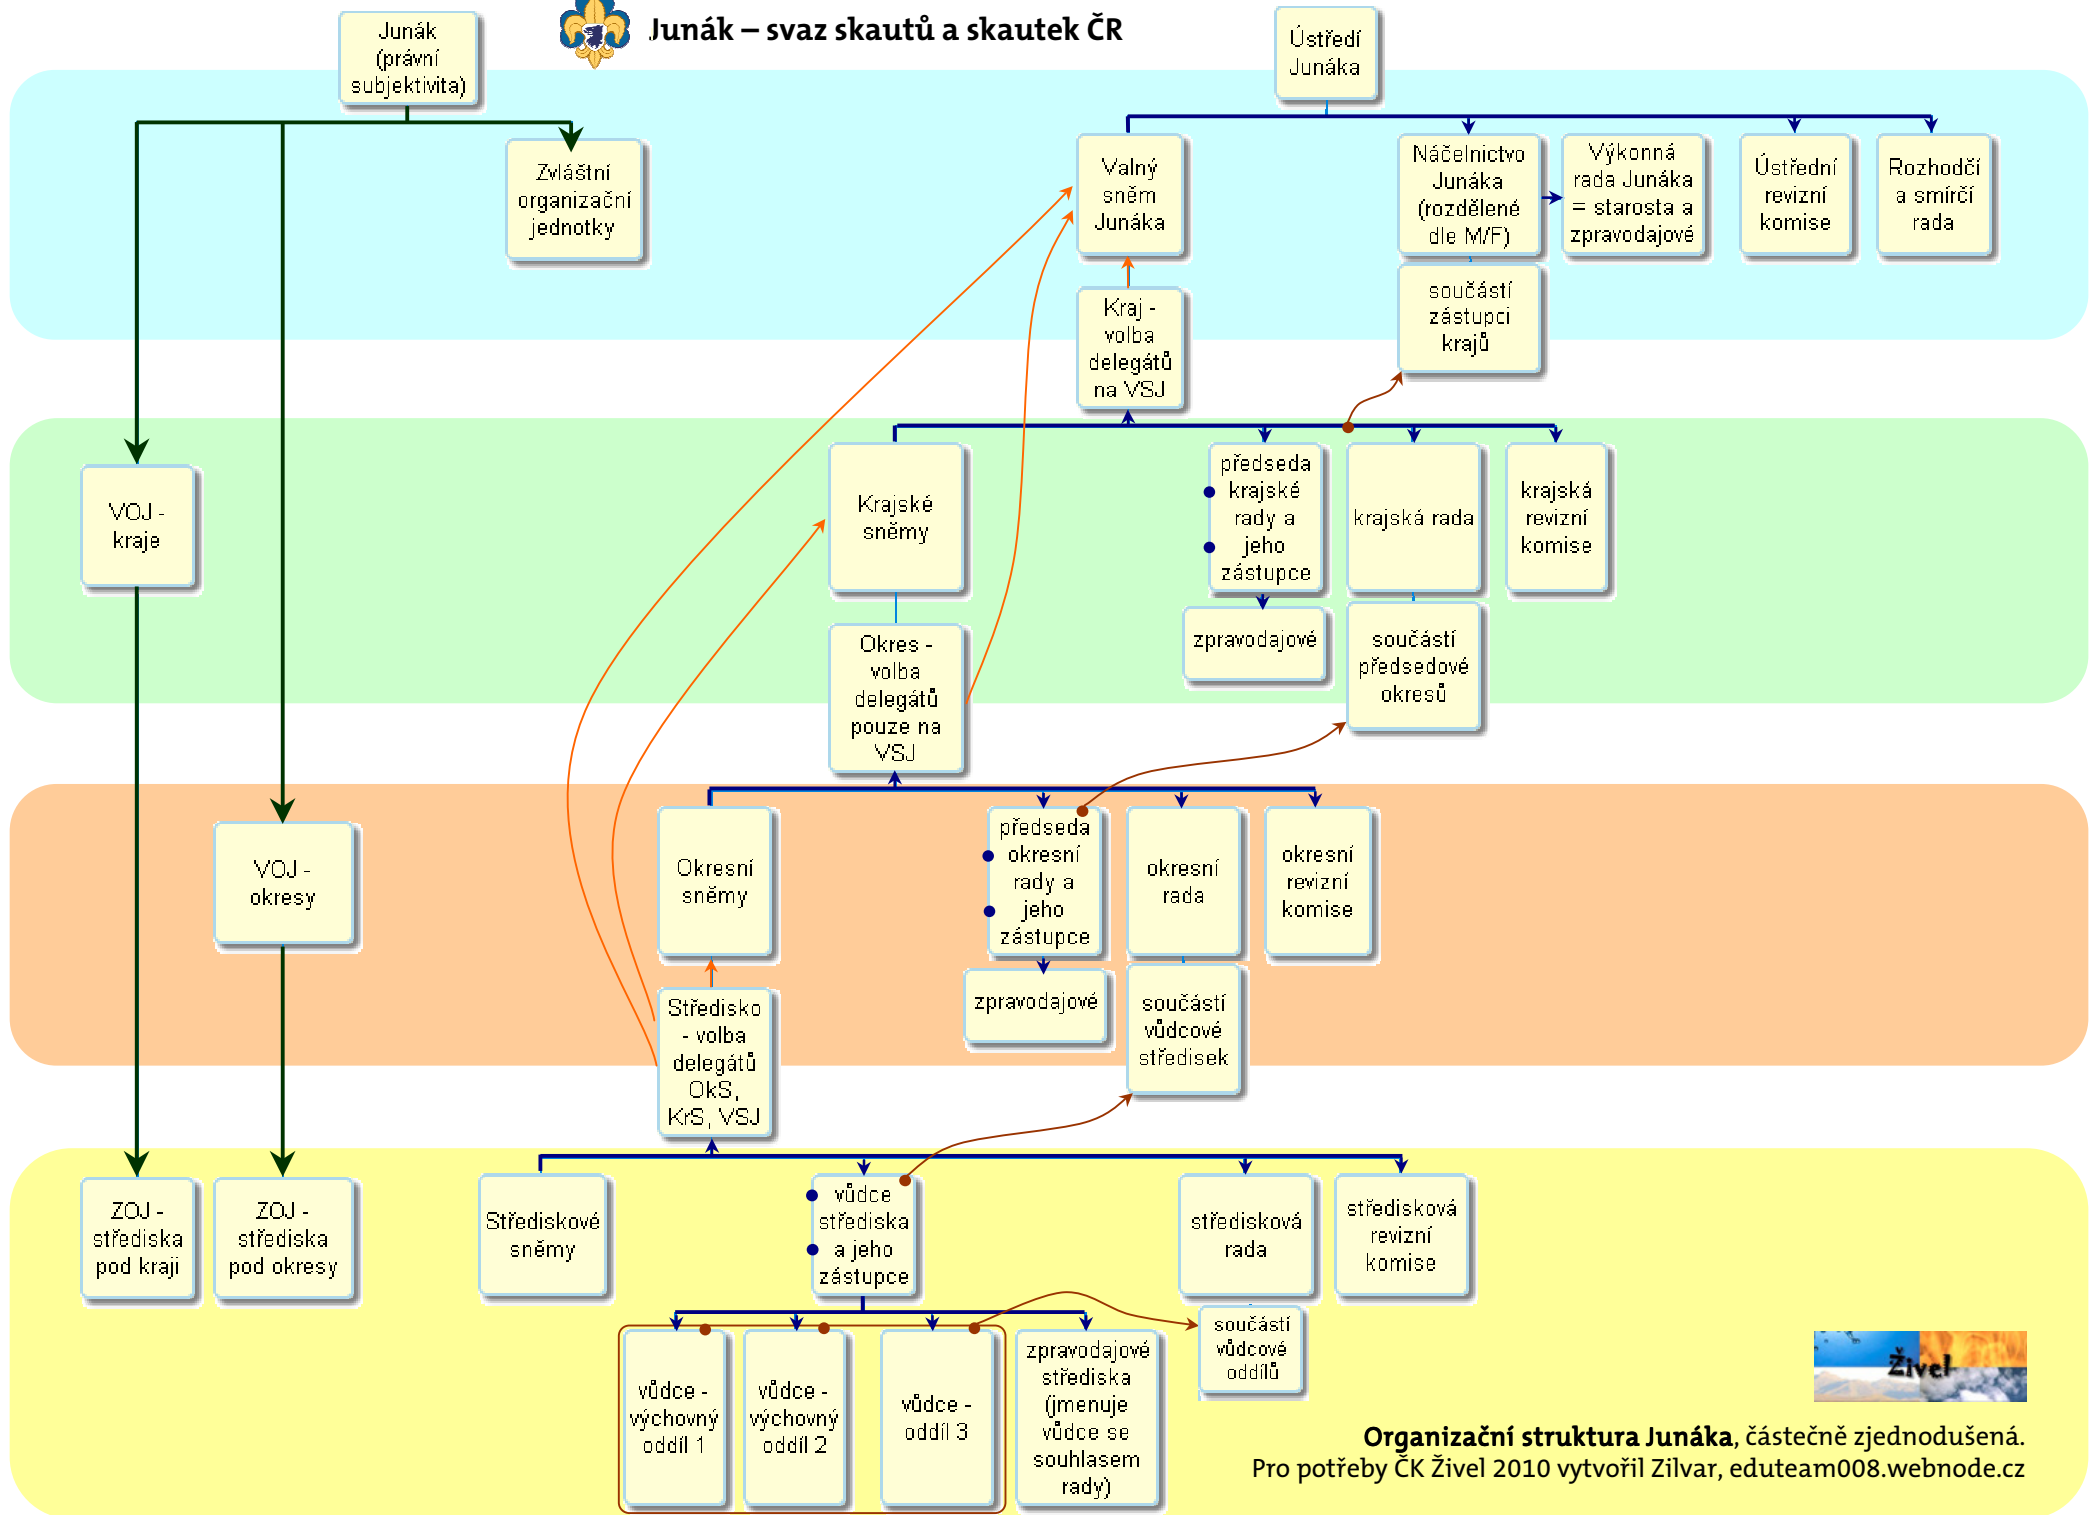 Junák
(právní
subjektivita)
Junák – svaz skautů a skautek ČR
Ústředí
Junáka
Zvláštní
organizační
jednotky
Valný
sněm
Junáka
Náčelnictvo
Junáka
(rozdělené
dle M/F)
Výkonná
rada Junáka
= starosta a
zpravodajové
Ústřední
revizní
komise
Rozhodčí
a smírčí
rada
Kraj -
volba
delegátů
na VSJ
součástí
zástupci
krajů
VOJ -
kraje
Krajské
sněmy
předseda
krajské
rady a
jeho
zástupce
krajská rada
krajská
revizní
komise
zpravodajové
součástí
předsedové
okresů
Okres -
volba
delegátů
pouze na
VSJ
VOJ -
okresy
Okresní
sněmy
předseda
okresní
rady a
jeho
zástupce
okresní
rada
okresní
revizní
komise
zpravodajové
součástí
vůdcové
středisek
Středisko
- volba
delegátů
OkS,
KrS, VSJ
ZOJ -
střediska
pod kraji
ZOJ -
střediska
pod okresy
Střediskové
sněmy
vůdce
střediska
a jeho
zástupce
středisková
rada
středisková
revizní
komise
součástí
vůdcové
oddílů
vůdce -
výchovný
oddíl 1
vůdce -
výchovný
oddíl 2
vůdce -
oddíl 3
zpravodajové
střediska
(jmenuje
vůdce se
souhlasem
rady)
Živel
Organizační struktura Junáka, částečně zjednodušená.
Pro potřeby ČK Živel 2010 vytvořil Zilvar, eduteam008.webnode.cz